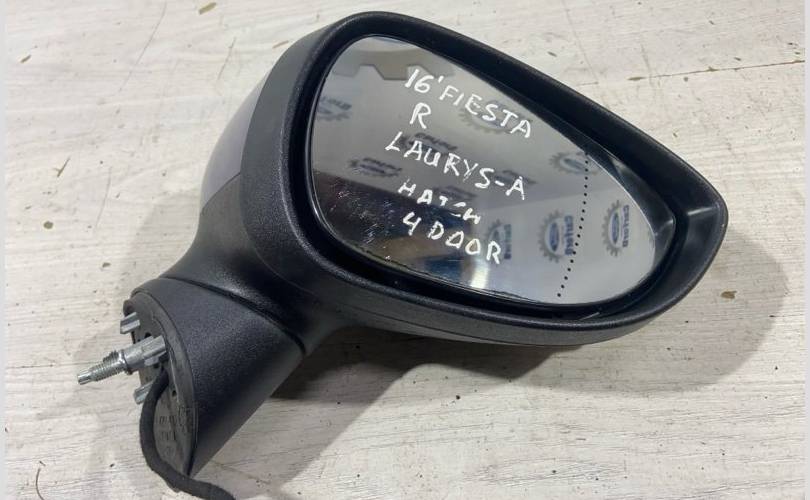 16' FIESTA
R
LAURYS-A
HATCH
4 DOOR